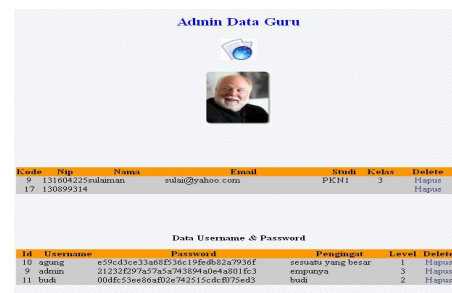 Admin Data Guru
Kode Nip Nama Email Studi Kelas Delete
9 131604225sulaiman sulai@yahoo.com PKN1 3 Hapus
17 130899314 Hapus
Data Username & Password
Id Username Password Pengingat Level Delete
10 agung e59cd3ce33a68f536c19fedb82a7936f sesuatu yang besar 1 Hapus
9 admin 21232f297a57a5a743894a0e4a801fc3 empunya 3 Hapus
11 budi 00dfc53ee86af02e742515cdcf075ed3 budi 2 Hapus